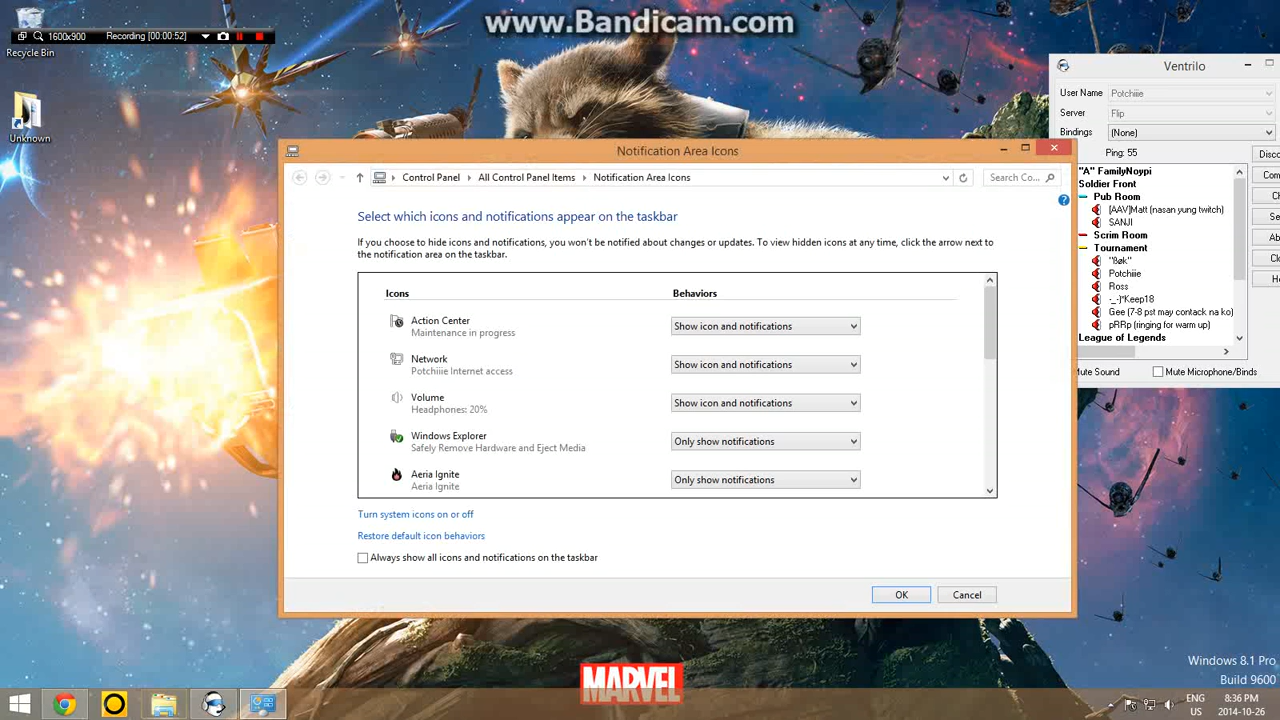 www.Bandicam.com
1600x900 Recording [00:00:52]
Recycle Bin
Unknown
Ventrilo
User Name Potchiiie
Server Flip
Bindings (None)
Ping: 55
Disco
"A" FamilyNoypi
Com
Soldier Front
Pub Room
[AAV]Matt (nasan yung twitch)
SANJI
Scrim Room
Tournament
"ßøk"
Potchiiie
Ross
-_-)*Keep18
Gee (7-8 pst may contack na ko)
pRRp (ringing for warm up)
League of Legends
Mute Sound Mute Microphone/Binds
Notification Area Icons
Control Panel All Control Panel Items Notification Area Icons Search Co...
Select which icons and notifications appear on the taskbar
If you choose to hide icons and notifications, you won't be notified about changes or updates. To view hidden icons at any time, click the arrow next to
the notification area on the taskbar.
Icons Behaviors
Action Center Show icon and notifications
Maintenance in progress
Network Show icon and notifications
Potchiiie Internet access
Volume Show icon and notifications
Headphones: 20%
Windows Explorer Only show notifications
Safely Remove Hardware and Eject Media
Aeria Ignite Only show notifications
Aeria Ignite
Turn system icons on or off
Restore default icon behaviors
Always show all icons and notifications on the taskbar
OK Cancel
MARVEL
Windows 8.1 Pro
Build 9600
ENG 8:36 PM
US 2014-10-26